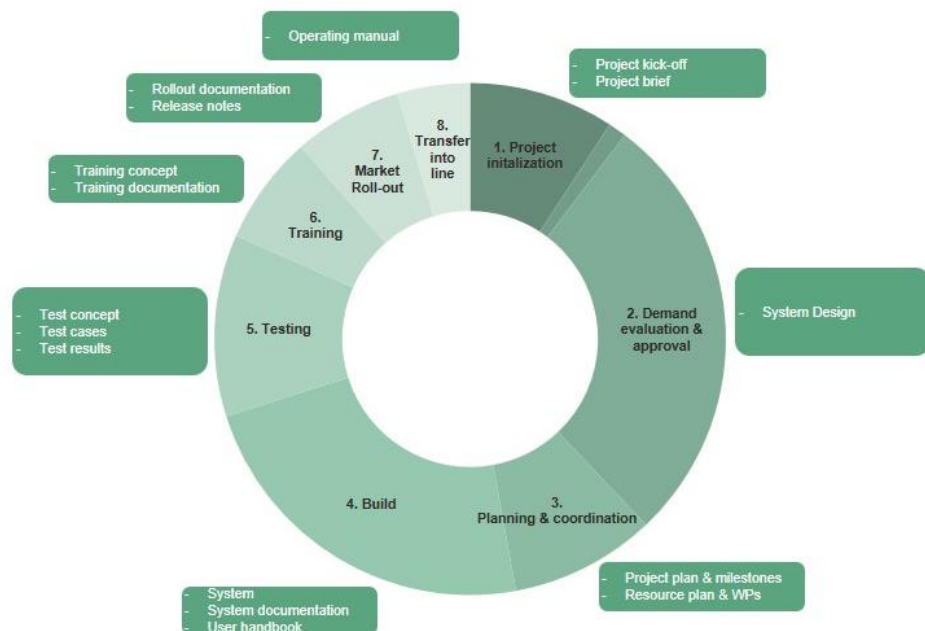 - Operating manual
- Project kick-off
- Project brief
- Rollout documentation
- Release notes
8.
Transfer
into
line
7.
Market
Roll-out
1. Project
initalization
- Training concept
- Training documentation
6.
Training
- Test concept
- Test cases
- Test results
5. Testing
2. Demand
evaluation &
approval
- System Design
4. Build
3.
Planning & coordination
- Project plan & milestones
- Resource plan & WPs
- System
- System documentation
- User handbook